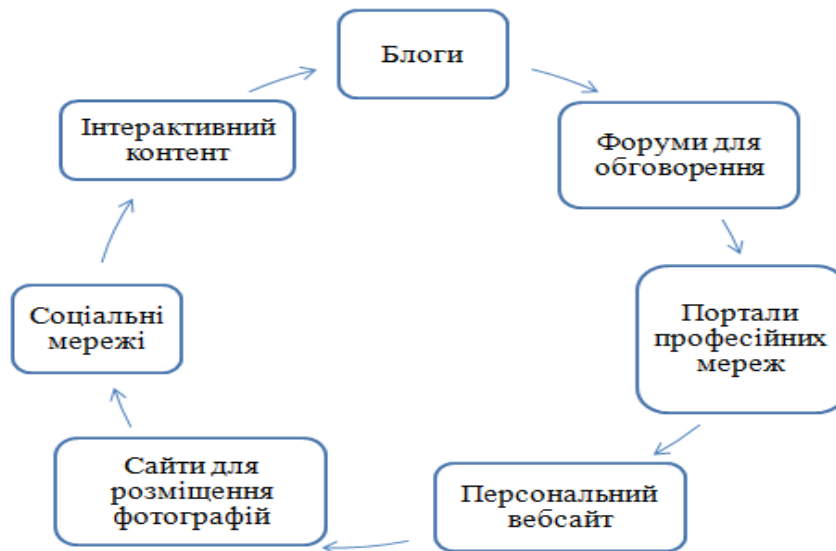 Блоги
Форуми для
обговорення
Портали
професійних
мереж
Персональний
вебсайт
Сайти для
розміщення
фотографій
Соціальні
мережі
Інтерактивний
контент